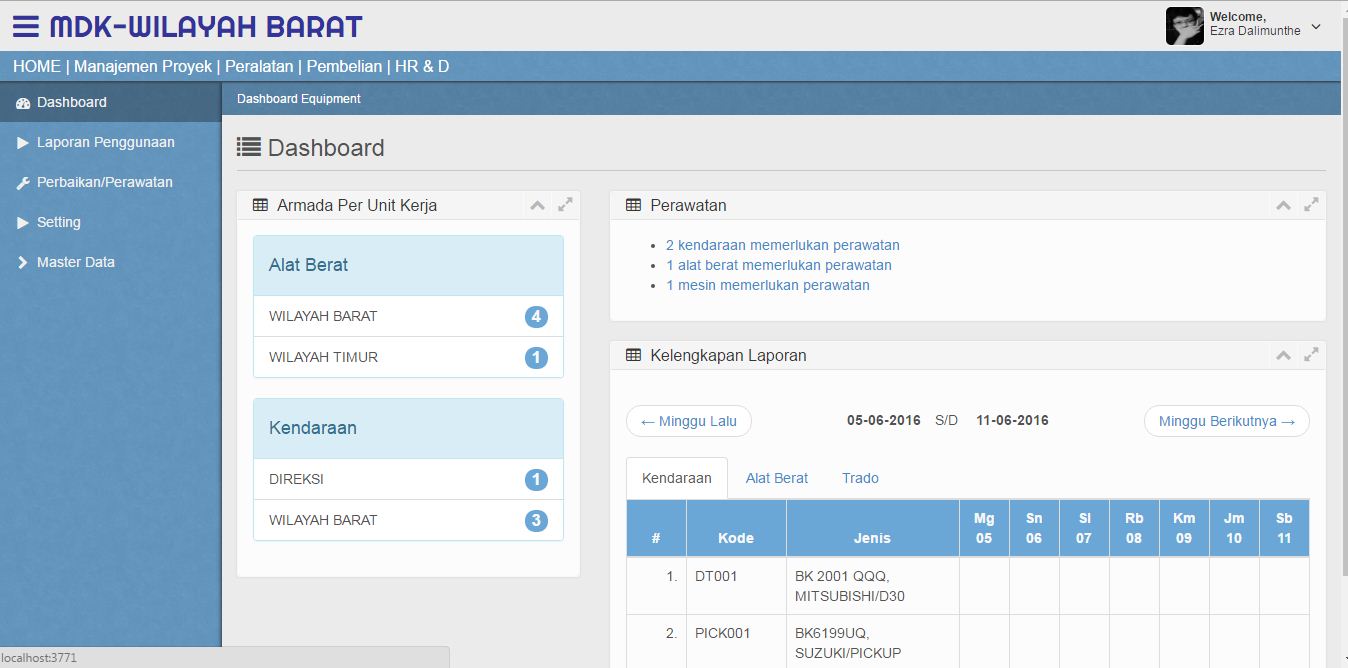 MDK-WILAYAH BARAT
Welcome,
Ezra Dalimunthe
HOME | Manajemen Proyek | Peralatan | Pembelian | HR & D
Dashboard
Laporan Penggunaan
Perbaikan/Perawatan
Setting
Master Data
Dashboard Equipment
Dashboard
Armada Per Unit Kerja
Alat Berat
WILAYAH BARAT 4
WILAYAH TIMUR 1
Kendaraan
DIREKSI 1
WILAYAH BARAT 3
Perawatan
• 2 kendaraan memerlukan perawatan
• 1 alat berat memerlukan perawatan
• 1 mesin memerlukan perawatan
Kelengkapan Laporan
← Minggu Lalu 05-06-2016 S/D 11-06-2016 Minggu Berikutnya →
Kendaraan Alat Berat Trado
Mg Sn Sl Rb Km Jm Sb
# Kode Jenis 05 06 07 08 09 10 11
1. DT001 BK 2001 QQQ,
MITSUBISHI/D30
2. PICK001 BK6199UQ,
SUZUKI/PICKUP
localhost:3771